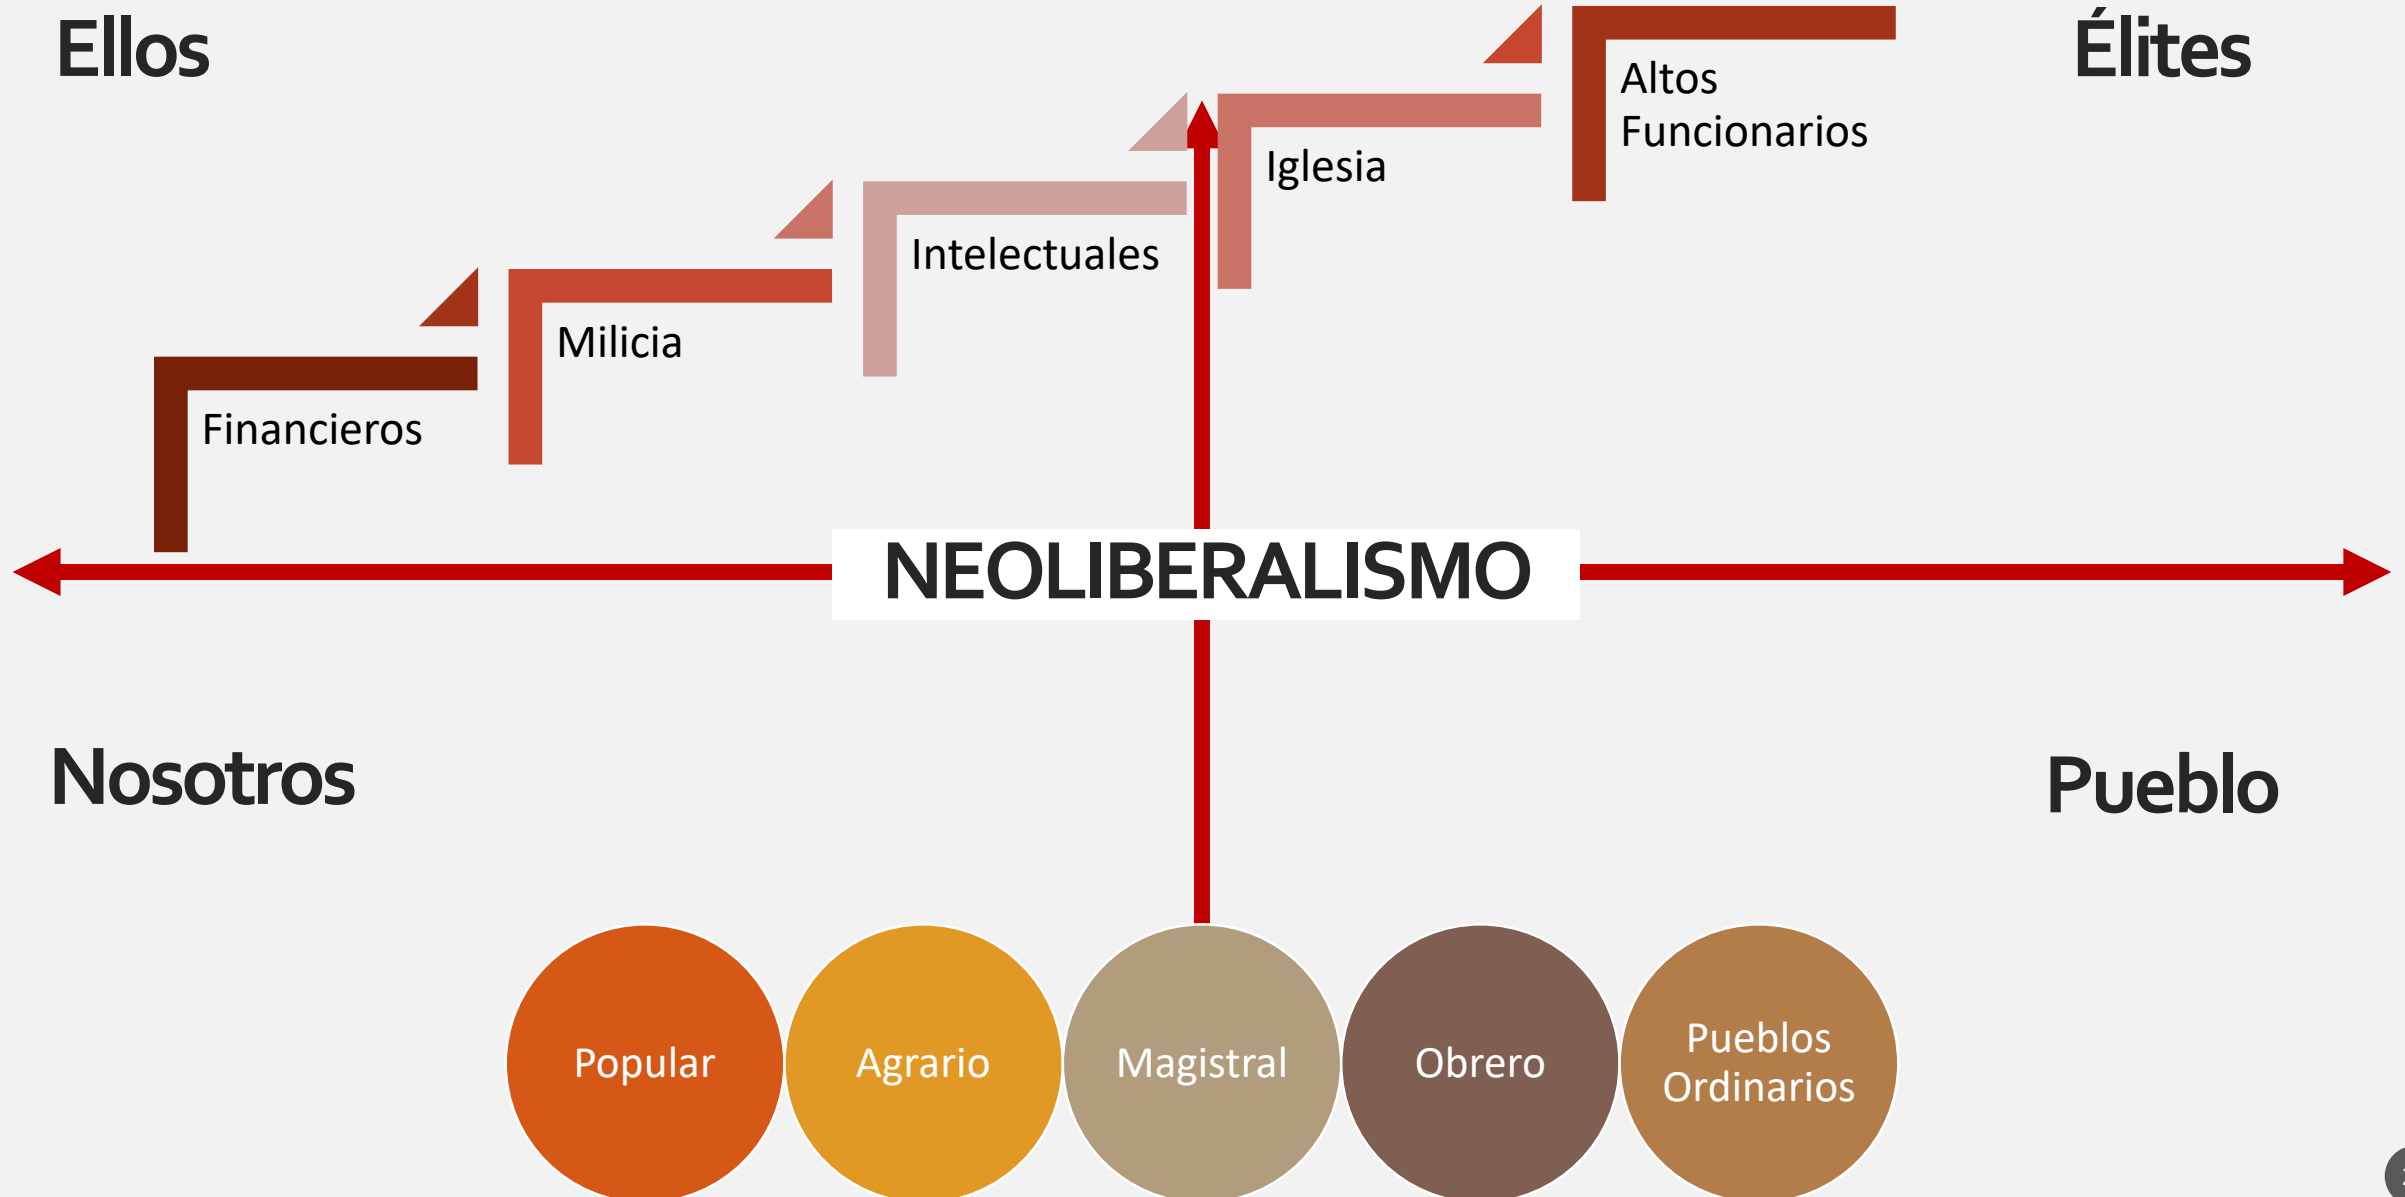 Ellos
Élites
Altos
Funcionarios
Iglesia
Intelectuales
Milicia
Financieros
NEOLIBERALISMO
Nosotros
Pueblo
Popular
Agrario
Magistral
Obrero
Pueblos
Ordinarios